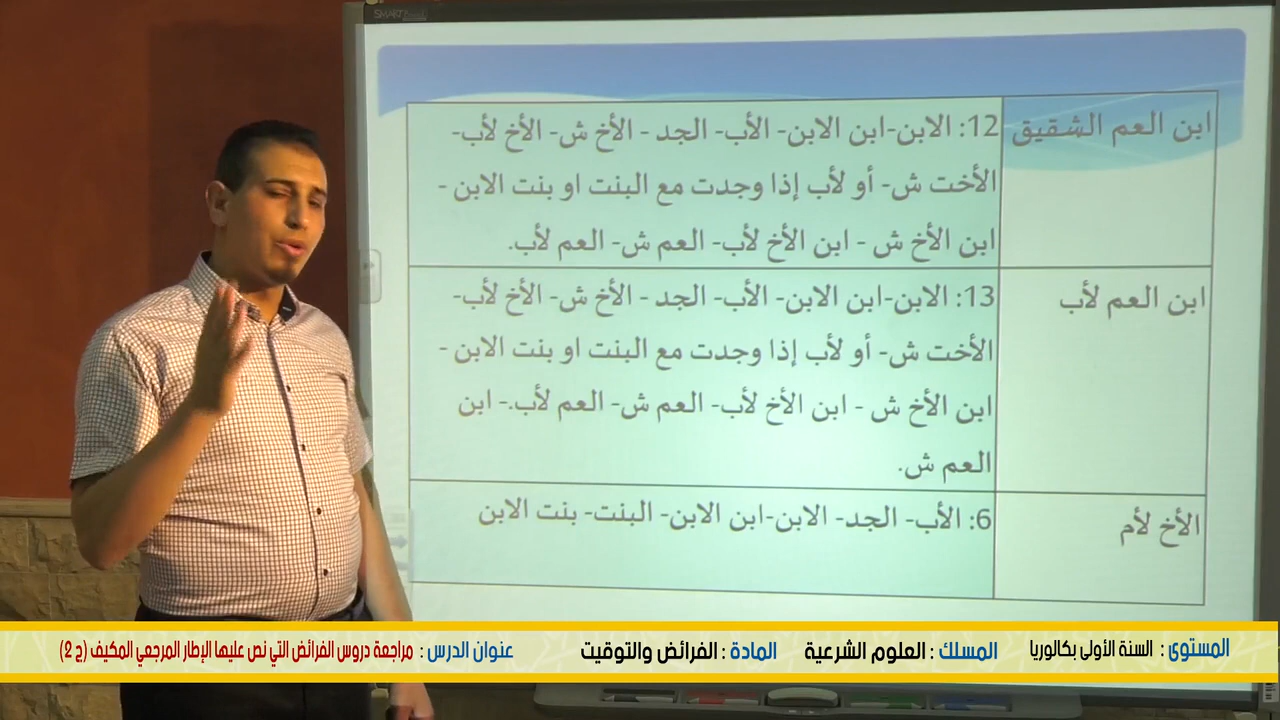 SMART
ابن العم الشقيق
12: الابن-ابن الابن- الأب- الجد - الأخ ش- الأخ لأب-
الأخت ش- أو لأب إذا وجدت مع البنت او بنت الابن -
ابن الأخ ش - ابن الأخ لأب- العم ش- العم لأب.
ابن العم لأب
13: الابن-ابن الابن- الأب- الجد - الأخ ش- الأخ لأب-
الأخت ش- أو لأب إذا وجدت مع البنت او بنت الابن -
ابن الأخ ش - ابن الأخ لأب- العم ش- العم لأب.- ابن
العم ش.
الأخ لأم
6: الأب- الجد- الابن-ابن الابن- البنت- بنت الابن
المستوى : السنة الأولى بكالوريا المسلك : العلوم الشرعية المادة : الفرائض والتوقيت عنوان الدرس : مراجعة دروس الفرائض التي نص عليها الإطار المرجعي المكيف (ج 2)